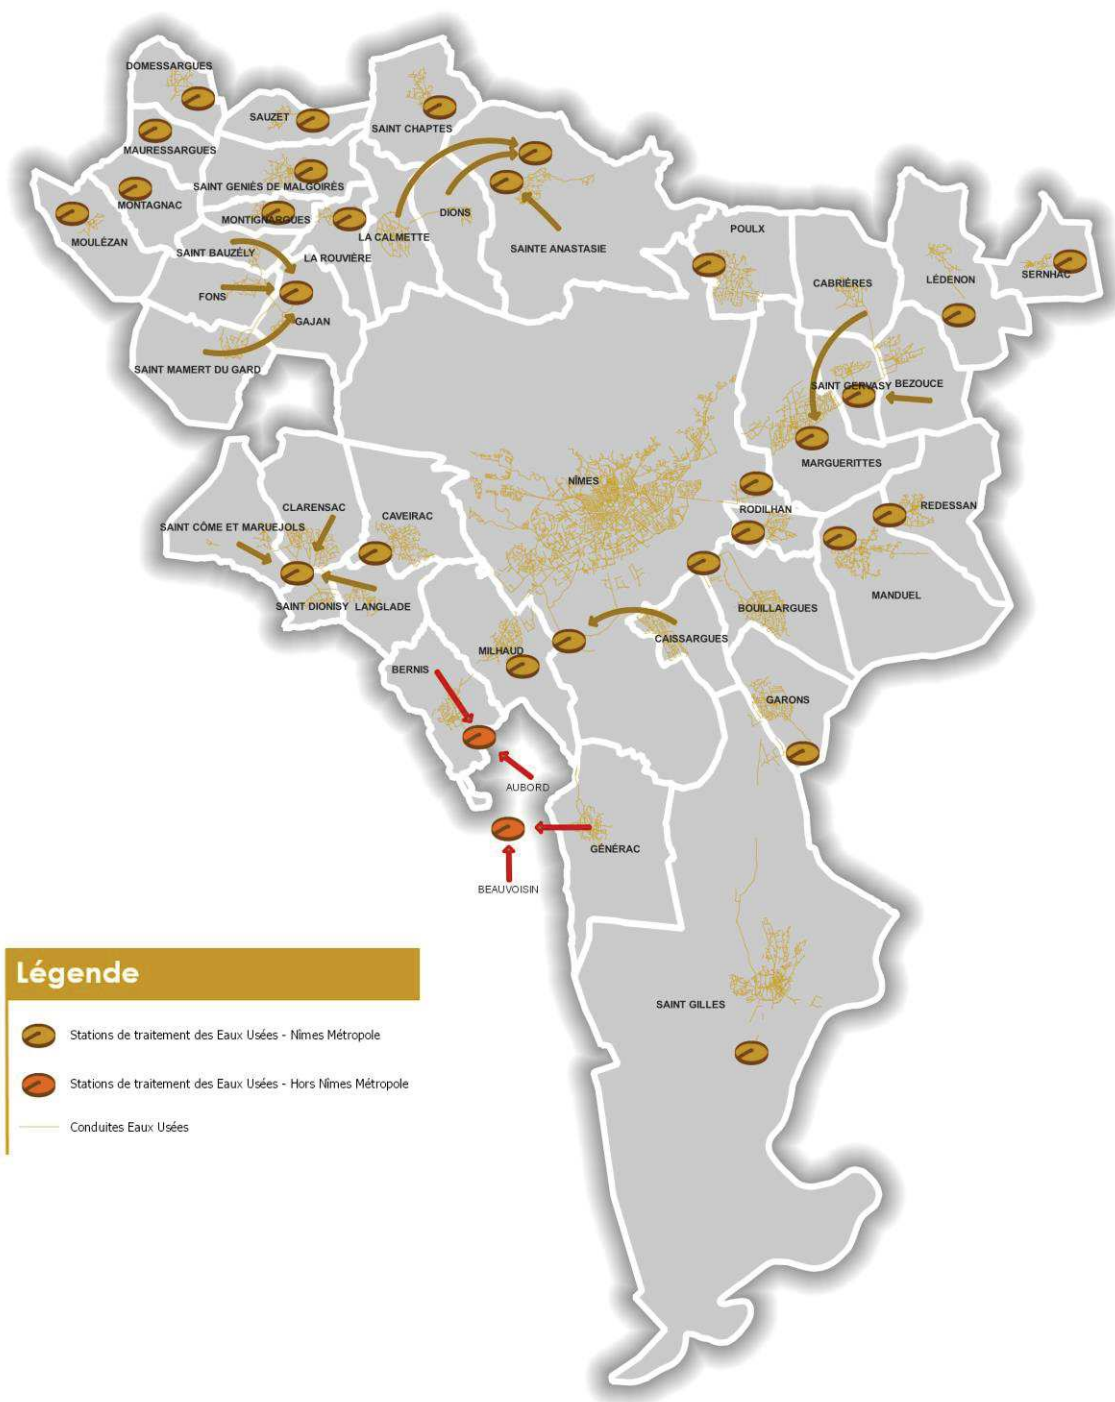 DOMESSARGUES
SAUZET
SAINT CHAPTES
MAURESSARGUES
SAINT GENIÈS DE MALGOIRÈS
MONTAGNAC
MONTIGNARGUES
DIONS
MOULÉZAN
LA CALMETTE
POULX
SAINT BAUZÉLY
LA ROUVIÈRE
SAINTE ANASTASIE
CABRIÈRES
LÉDENON
SERNHAC
FONS
GAJAN
SAINT MAMERT DU GARD
SAINT GERVASY
BEZOUCE
MARGUERITTES
NÎMES
CLARENSAC
CAVEIRAC
RODILHAN
REDESSAN
SAINT CÔME ET MARUEJOLS
SAINT DIONISY
LANGLADE
BOUILLARGUES
MANDUEL
MILHAUD
CAISSARGUES
BERNIS
GARONS
AUBORD
GÉNÉRAC
BEAUVOISIN
SAINT GILLES
Légende
Stations de traitement des Eaux Usées - Nîmes Métropole
Stations de traitement des Eaux Usées - Hors Nîmes Métropole
Conduites Eaux Usées